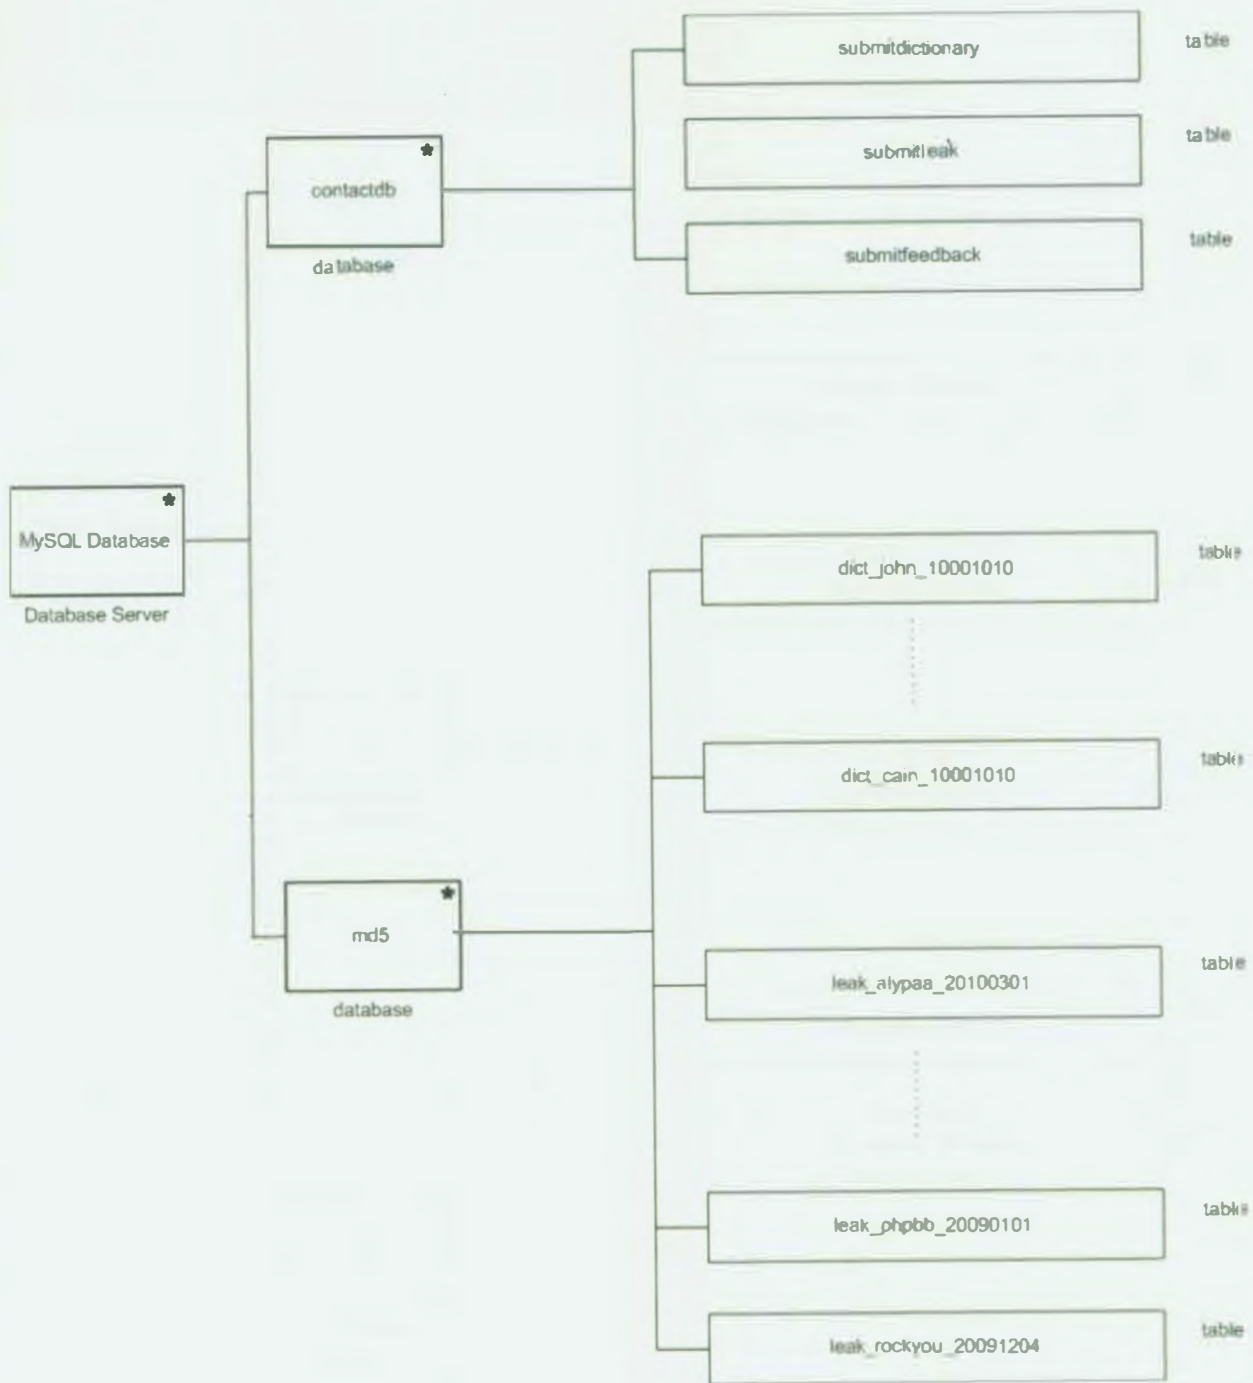 submitdictionary
table
submitleak
table
submitfeedback
table
*
contactdb
database
*
MySQL Database
Database Server
dict_john_10001010
table
dict_cain_10001010
table
*
md5
database
leak_alypaa_20100301
table
leak_phpbb_20090101
table
leak_rockyou_20091204
table